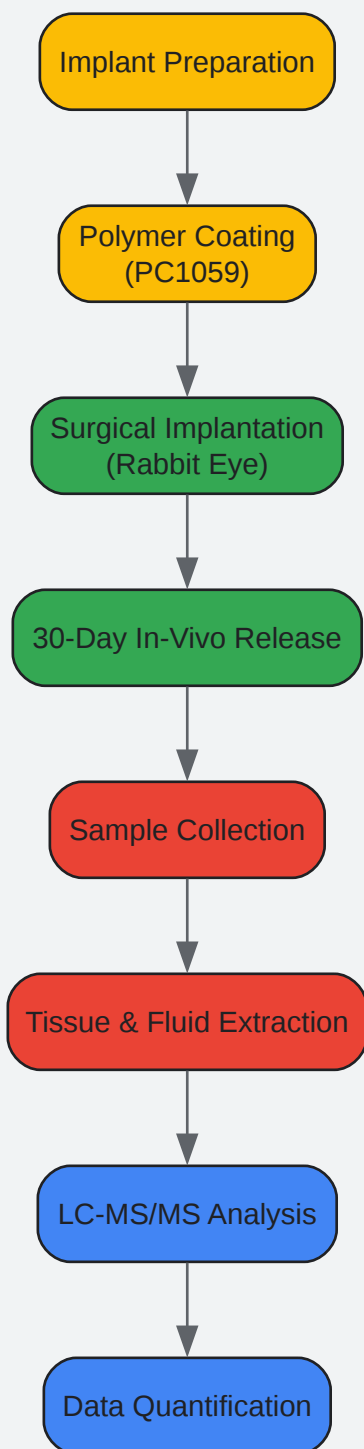 Implant Preparation
Polymer Coating
(PC1059)
Surgical Implantation
(Rabbit Eye)
30-Day In-Vivo Release
Sample Collection
Tissue & Fluid Extraction
LC-MS/MS Analysis
Data Quantification